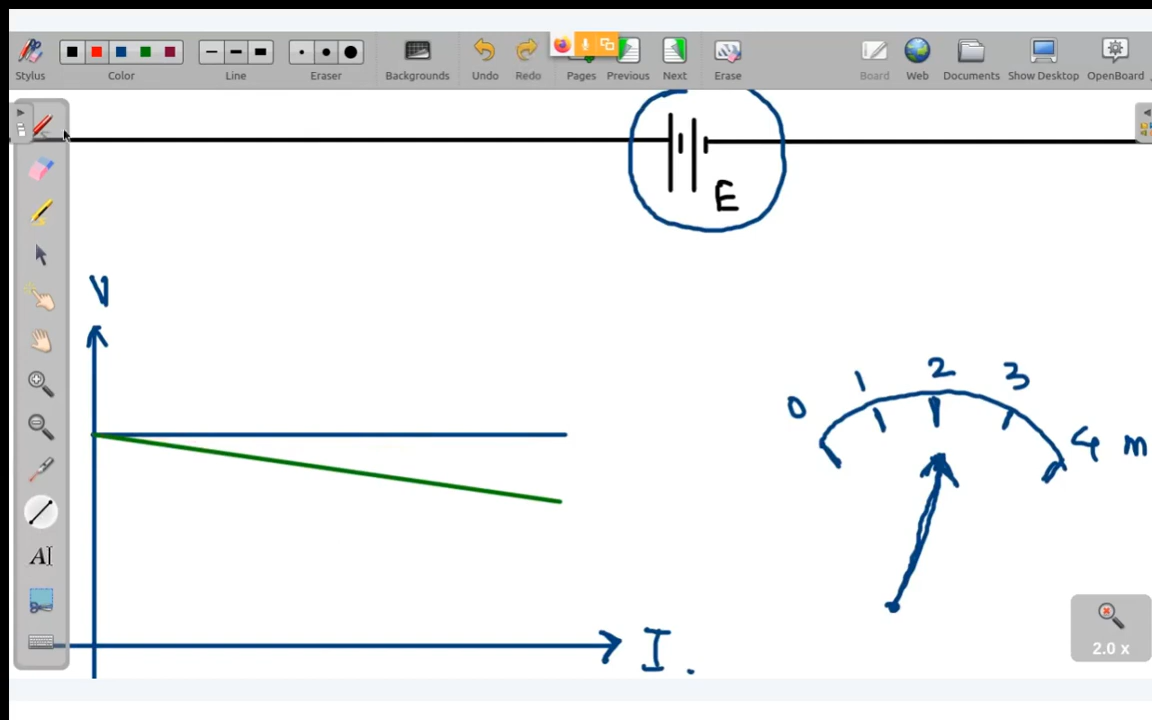 Stylus Color Line Eraser Backgrounds Undo Redo Pages Previous Next Erase Board Web Documents Show Desktop OpenBoard
E
V
0 1 2 3 4 m
I.
A
2.0 x